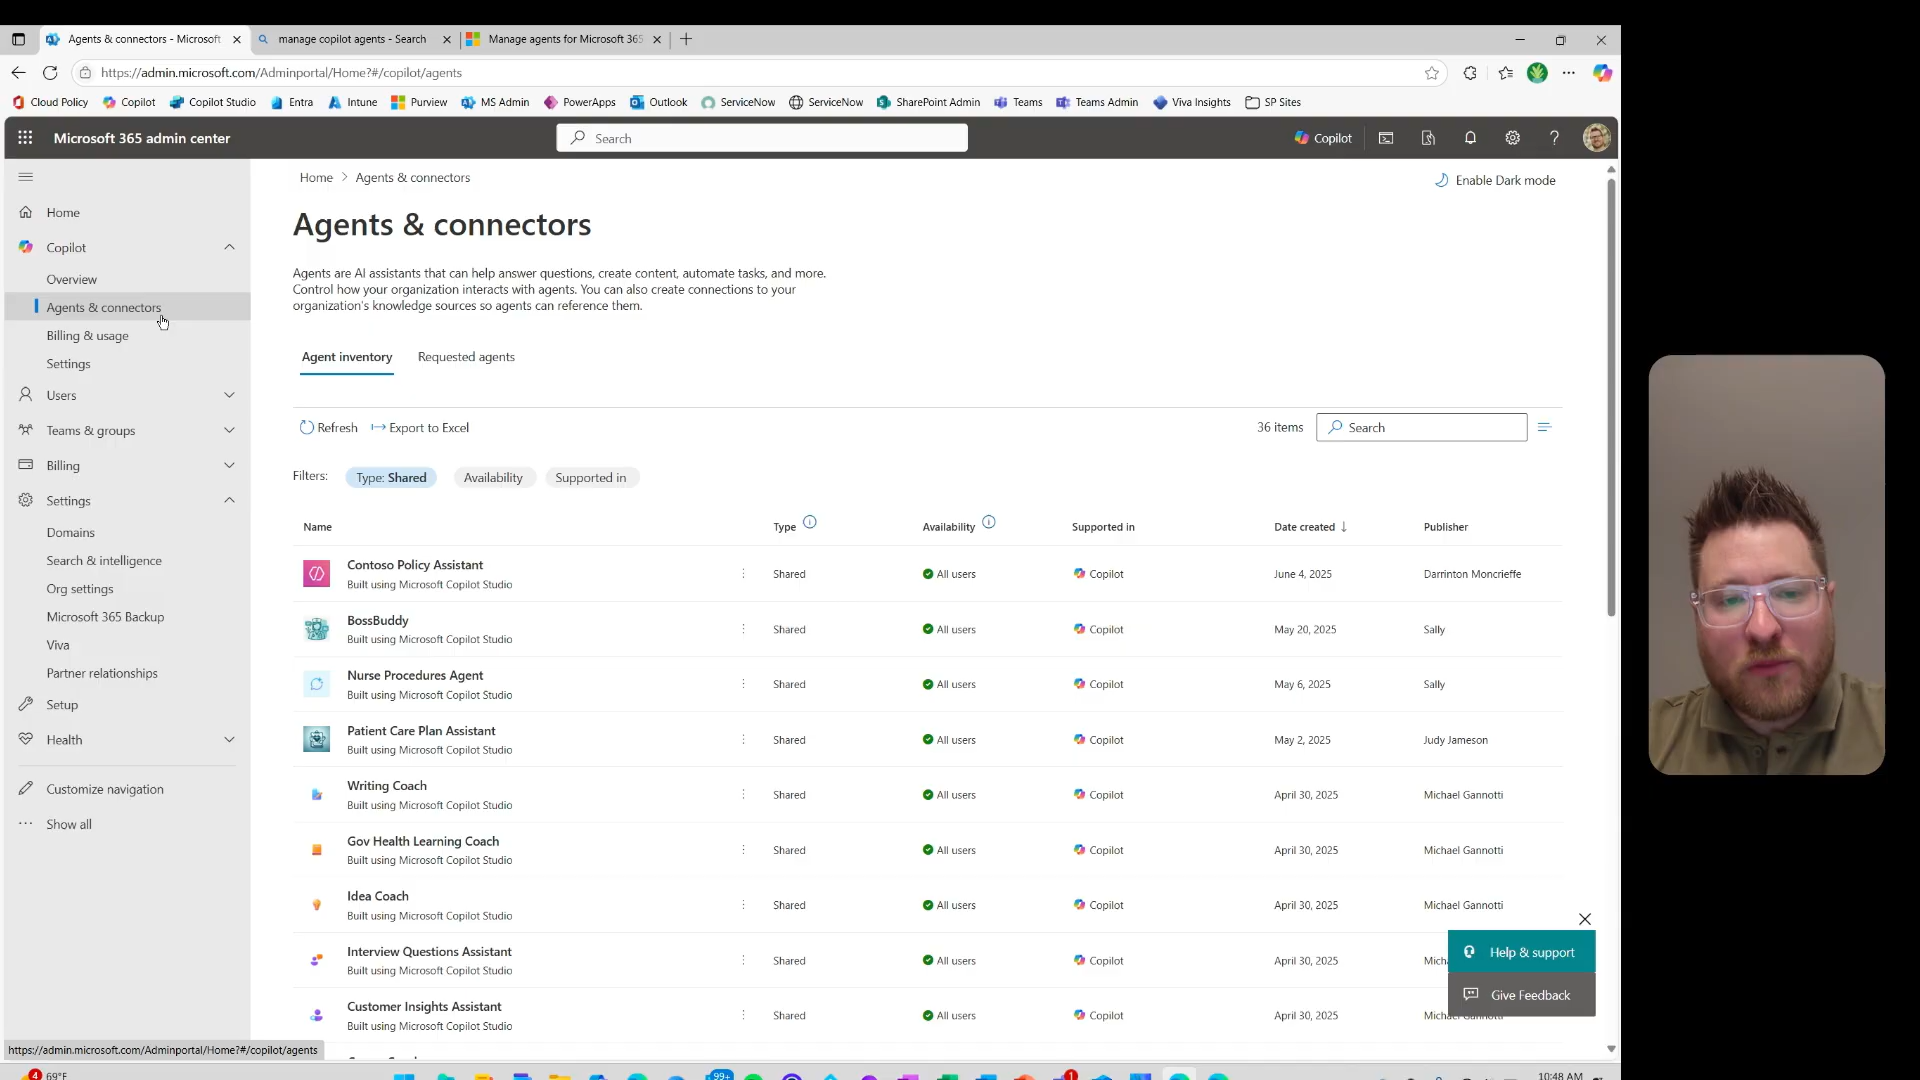 Agents & connectors - Microsoft
manage copilot agents - Search
Manage agents for Microsoft 365
https://admin.microsoft.com/Adminportal/Home?#/copilot/agents
Cloud Policy
Copilot
Copilot Studio
Entra
Intune
Purview
MS Admin
PowerApps
Outlook
ServiceNow
ServiceNow
SharePoint Admin
Teams
Teams Admin
Viva Insights
SP Sites
Microsoft 365 admin center
Search
Copilot
Home
Copilot
Overview
Agents & connectors
Billing & usage
Settings
Users
Teams & groups
Billing
Settings
Domains
Search & intelligence
Org settings
Microsoft 365 Backup
Viva
Partner relationships
Setup
Health
Customize navigation
Show all
Home > Agents & connectors
Enable Dark mode
Agents & connectors
Agents are AI assistants that can help answer questions, create content, automate tasks, and more.
Control how your organization interacts with agents. You can also create connections to your
organization's knowledge sources so agents can reference them.
Agent inventory
Requested agents
Refresh
Export to Excel
36 items
Search
Filters:
Type: Shared
Availability
Supported in
Name Type Availability Supported in Date created ↓ Publisher
Contoso Policy Assistant
Built using Microsoft Copilot Studio
Shared All users Copilot June 4, 2025 Darrinton Moncrieffe
BossBuddy
Built using Microsoft Copilot Studio
Shared All users Copilot May 20, 2025 Sally
Nurse Procedures Agent
Built using Microsoft Copilot Studio
Shared All users Copilot May 6, 2025 Sally
Patient Care Plan Assistant
Built using Microsoft Copilot Studio
Shared All users Copilot May 2, 2025 Judy Jameson
Writing Coach
Built using Microsoft Copilot Studio
Shared All users Copilot April 30, 2025 Michael Gannotti
Gov Health Learning Coach
Built using Microsoft Copilot Studio
Shared All users Copilot April 30, 2025 Michael Gannotti
Idea Coach
Built using Microsoft Copilot Studio
Shared All users Copilot April 30, 2025 Michael Gannotti
Interview Questions Assistant
Built using Microsoft Copilot Studio
Shared All users Copilot April 30, 2025
Customer Insights Assistant
Built using Microsoft Copilot Studio
Shared All users Copilot April 30, 2025
Help & support
Give Feedback
https://admin.microsoft.com/Adminportal/Home?#/copilot/agents
4
69°F
99+
1
10:48 AM